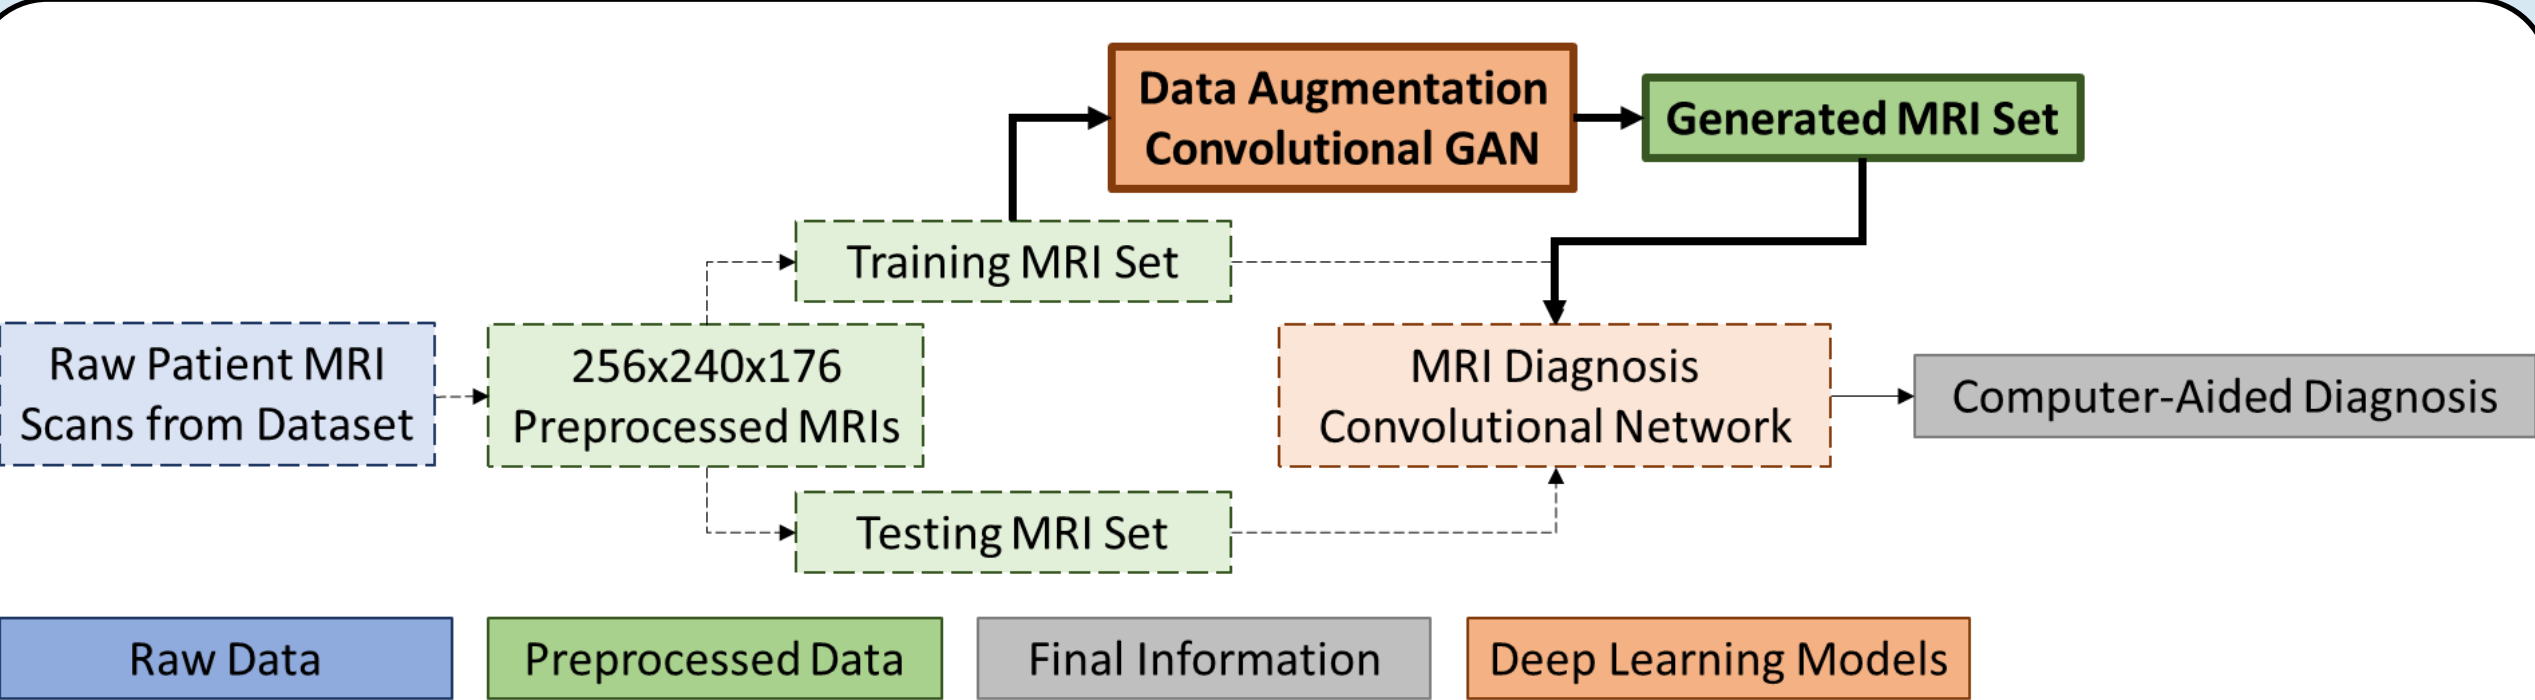 Data Augmentation
Convolutional GAN
Generated MRI Set
Training MRI Set
Raw Patient MRI
Scans from Dataset
256x240x176
Preprocessed MRIs
MRI Diagnosis
Convolutional Network
Computer-Aided Diagnosis
Testing MRI Set
Raw Data
Preprocessed Data
Final Information
Deep Learning Models